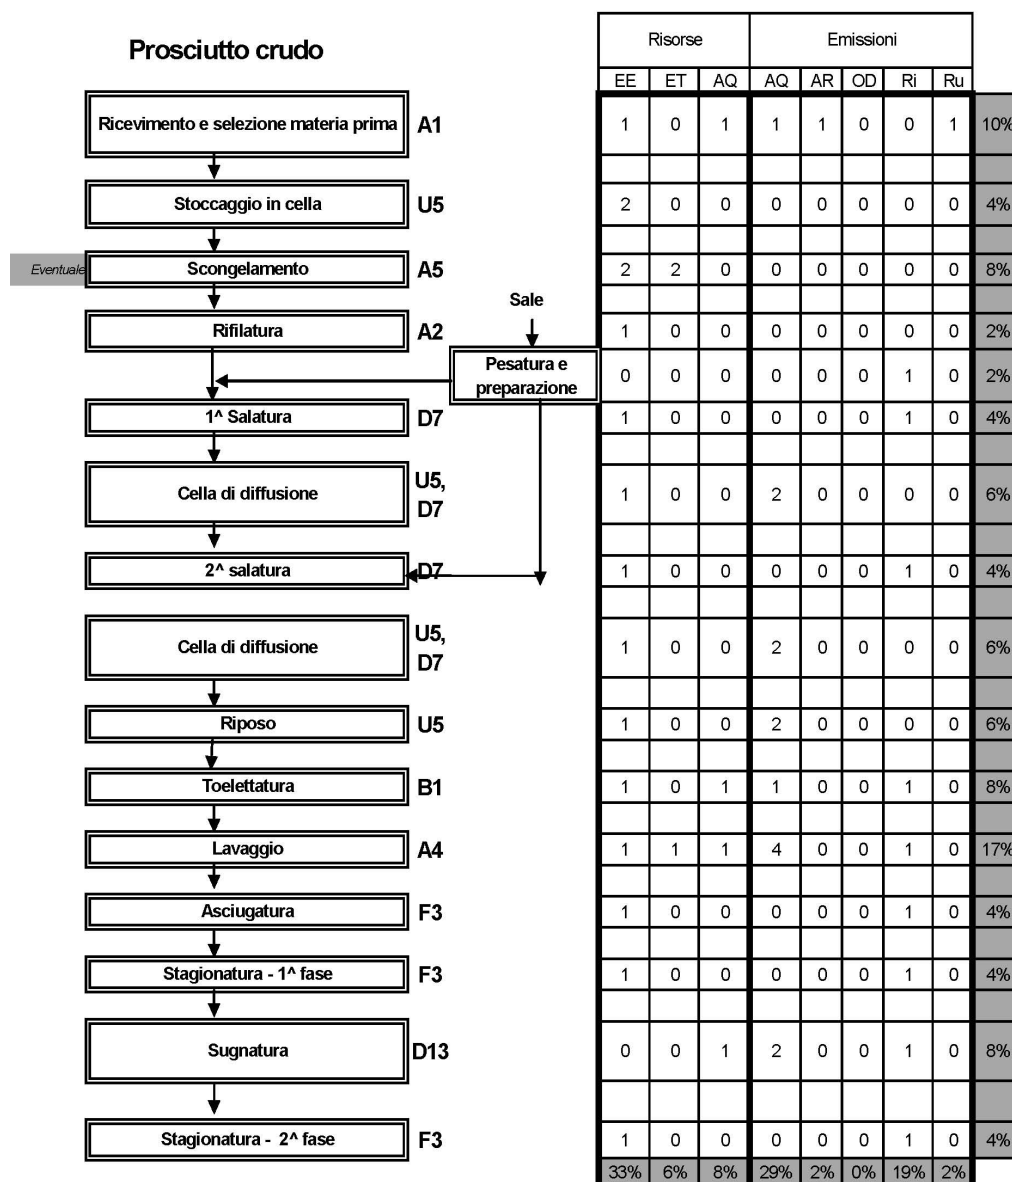 Prosciutto crudo
Risorse Emissioni
EE ET AQ AQ AR OD Ri Ru
Ricevimento e selezione materia prima A1 1 0 1 1 1 0 0 1 10%
Stoccaggio in cella U5 2 0 0 0 0 0 0 0 4%
Eventuale Scongelamento A5 2 2 0 0 0 0 0 0 8%
Sale
Rifilatura A2 1 0 0 0 0 0 0 0 2%
Pesatura e
preparazione 0 0 0 0 0 0 1 0 2%
1^ Salatura D7 1 0 0 0 0 0 1 0 4%
Cella di diffusione U5,
D7 1 0 0 2 0 0 0 0 6%
2^ salatura D7 1 0 0 0 0 0 1 0 4%
Cella di diffusione U5,
D7 1 0 0 2 0 0 0 0 6%
Riposo U5 1 0 0 2 0 0 0 0 6%
Toelettatura B1 1 0 1 1 0 0 1 0 8%
Lavaggio A4 1 1 1 4 0 0 1 0 17%
Asciugatura F3 1 0 0 0 0 0 1 0 4%
Stagionatura - 1^ fase F3 1 0 0 0 0 0 1 0 4%
Sugnatura D13 0 0 1 2 0 0 1 0 8%
Stagionatura - 2^ fase F3 1 0 0 0 0 0 1 0 4%
33% 6% 8% 29% 2% 0% 19% 2%